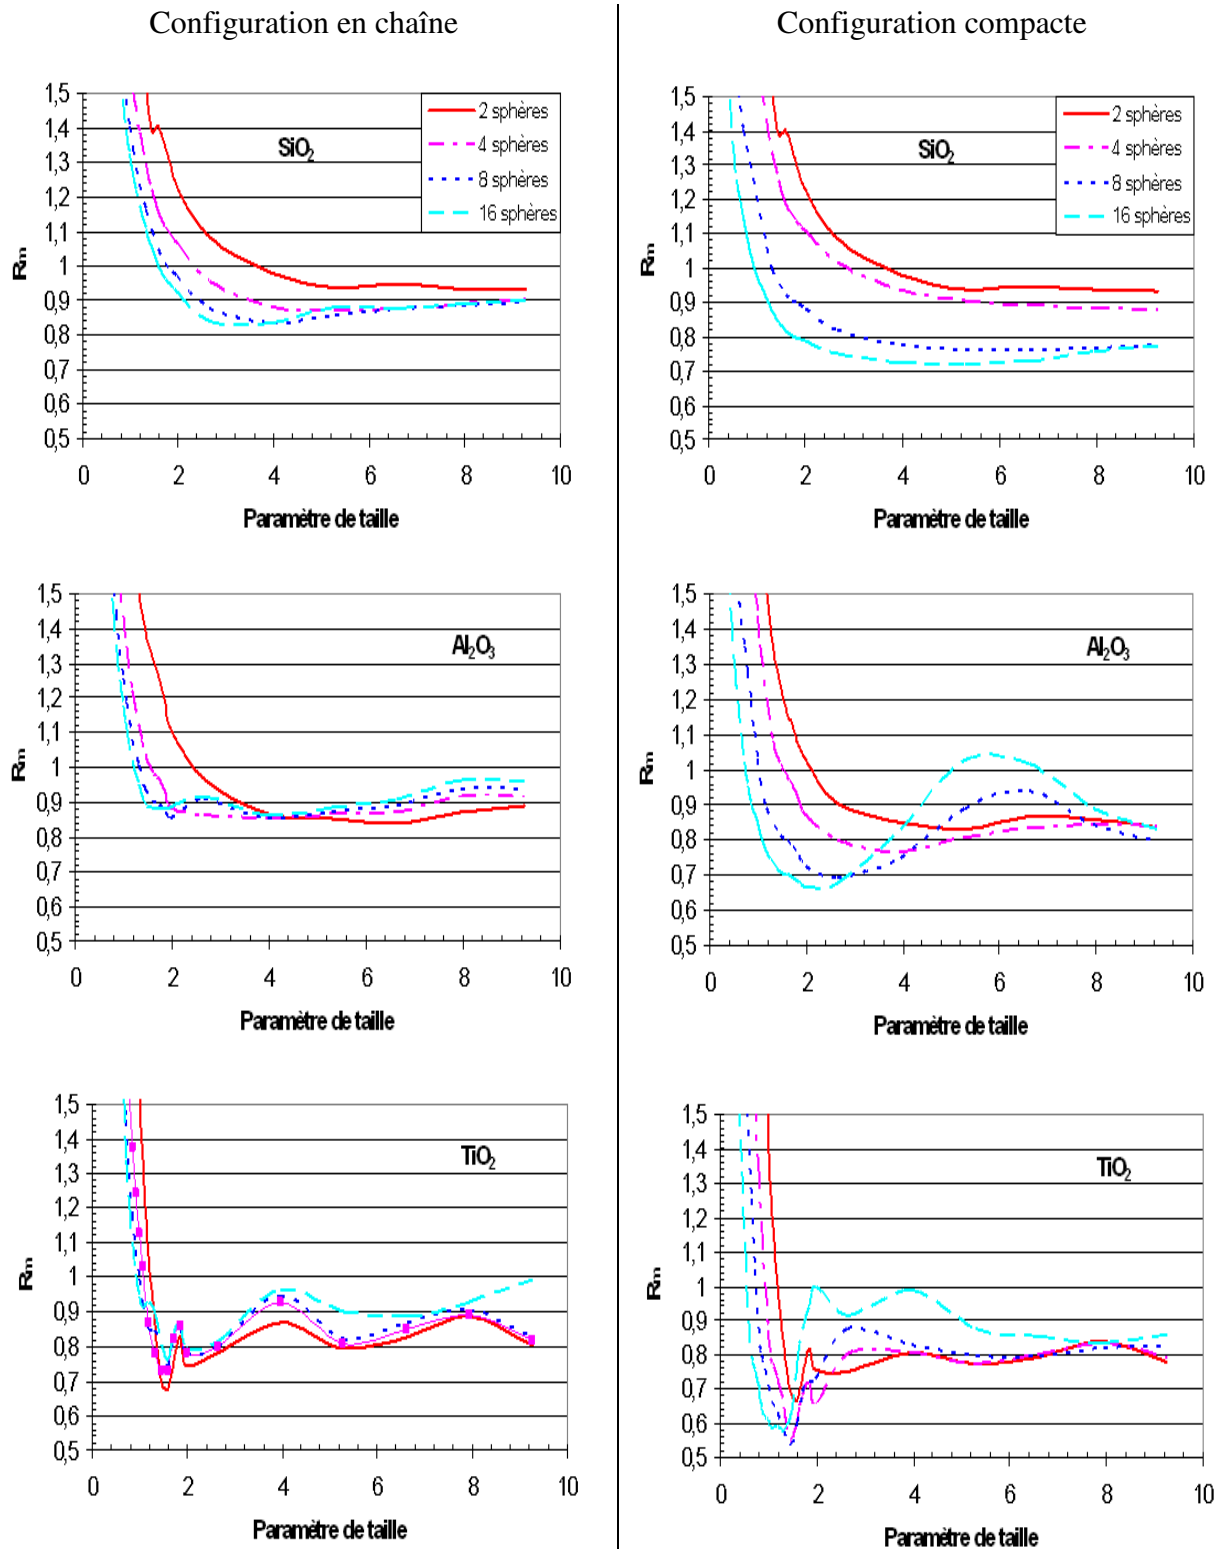 Configuration en chaîne
Configuration compacte
1,5
1,4
1,3
1,2
1,1
1
0,9
0,8
0,7
0,6
0,5
Rm
SiO2
2 sphères
4 sphères
8 sphères
16 sphères
0 2 4 6 8 10
Paramètre de taille
1,5
1,4
1,3
1,2
1,1
1
0,9
0,8
0,7
0,6
0,5
Rm
SiO2
2 sphères
4 sphères
8 sphères
16 sphères
0 2 4 6 8 10
Paramètre de taille
1,5
1,4
1,3
1,2
1,1
1
0,9
0,8
0,7
0,6
0,5
Rm
Al2O3
0 2 4 6 8 10
Paramètre de taille
1,5
1,4
1,3
1,2
1,1
1
0,9
0,8
0,7
0,6
0,5
Rm
Al2O3
0 2 4 6 8 10
Paramètre de taille
1,5
1,4
1,3
1,2
1,1
1
0,9
0,8
0,7
0,6
0,5
Rm
TiO2
0 2 4 6 8 10
Paramètre de taille
1,5
1,4
1,3
1,2
1,1
1
0,9
0,8
0,7
0,6
0,5
Rm
TiO2
0 2 4 6 8 10
Paramètre de taille